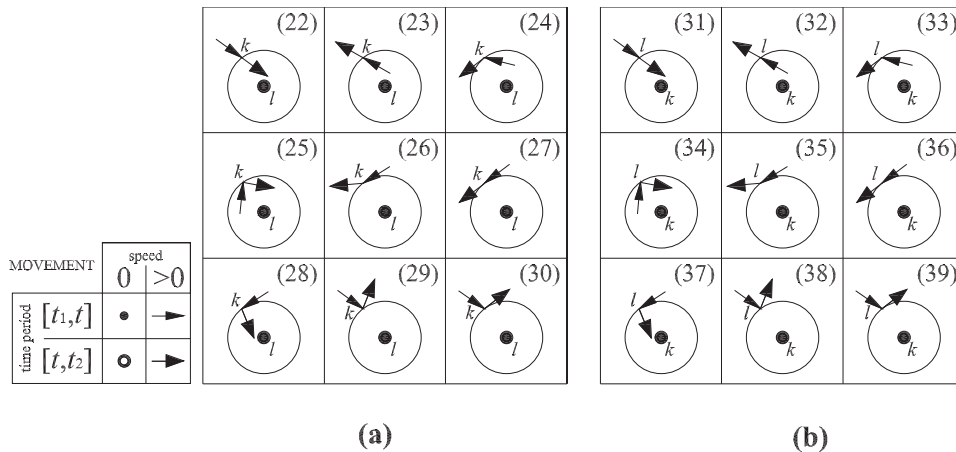 (22) (23) (24) (31) (32) (33)
k k k l l l
l l l k k k
(25) (26) (27) (34) (35) (36)
k k k l l l
l l l k k k
(28) (29) (30) (37) (38) (39)
k k k l l l
l l l k k k
MOVEMENT speed
0 >0
time period
[t1,t]
[t,t2]
(a) (b)